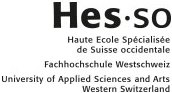 Hes·so
Haute Ecole Spécialisée
de Suisse occidentale
Fachhochschule Westschweiz
University of Applied Sciences and Arts
Western Switzerland